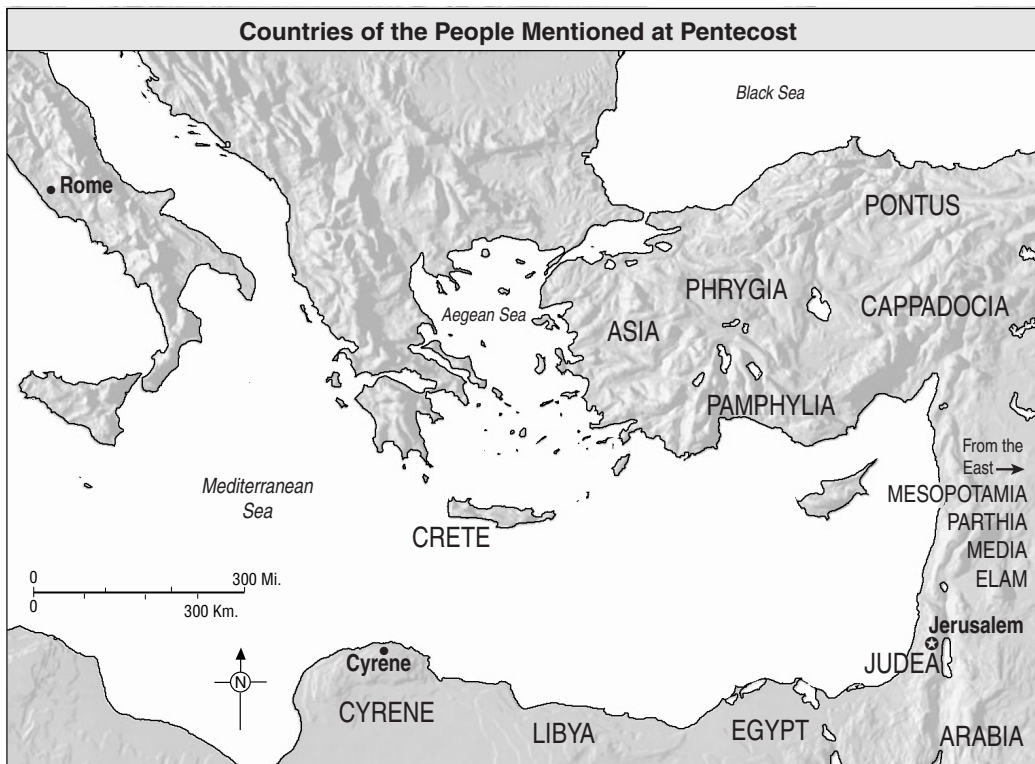 Countries of the People Mentioned at Pentecost
Black Sea
Rome
PONTUS
PHRYGIA
CAPPADOCIA
Aegean Sea
ASIA
PAMPHYLIA
From the
East
Mediterranean
Sea
MESOPOTAMIA
CRETE
PARTHIA
MEDIA
ELAM
0 300 Mi.
0 300 Km.
Jerusalem
JUDEA
Cyrene
N
CYRENE
LIBYA
EGYPT
ARABIA